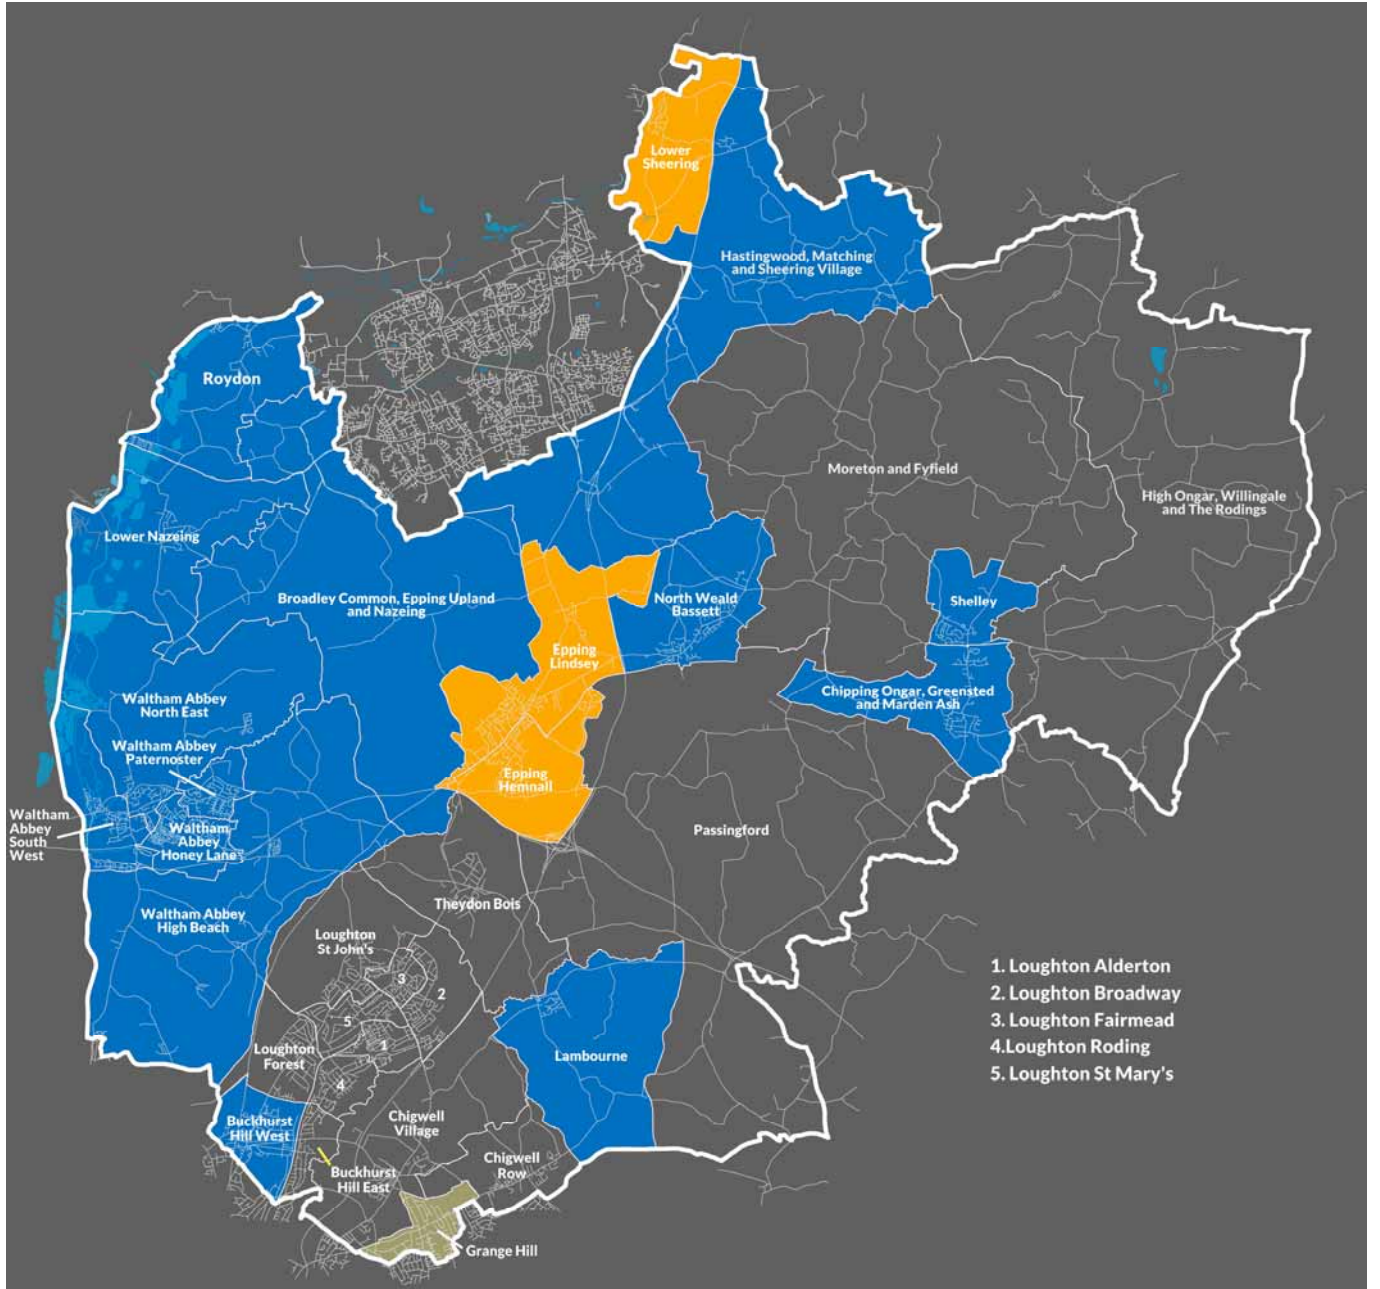 Lower
Sheering
Hastingwood, Matching
and Sheering Village
Roydon
Moreton and Fyfield
High Ongar, Willingale
and The Rodings
Lower Nazeing
Broadley Common, Epping Upland
and Nazeing
North Weald
Bassett
Shelley
Epping
Lindsey
Chipping Ongar, Greensted
and Marden Ash
Waltham Abbey
North East
Waltham Abbey
Paternoster
Epping
Hemnall
Waltham
Abbey
South
West
Waltham
Abbey
Honey Lane
Passingford
Theydon Bois
Waltham Abbey
High Beach
Loughton
St John's
3
2
5
1
4
Loughton
Forest
Lambourne
1. Loughton Alderton
2. Loughton Broadway
3. Loughton Fairmead
4.Loughton Roding
5. Loughton St Mary's
Buckhurst
Hill West
Chigwell
Village
Buckhurst
Hill East
Chigwell
Row
Grange Hill